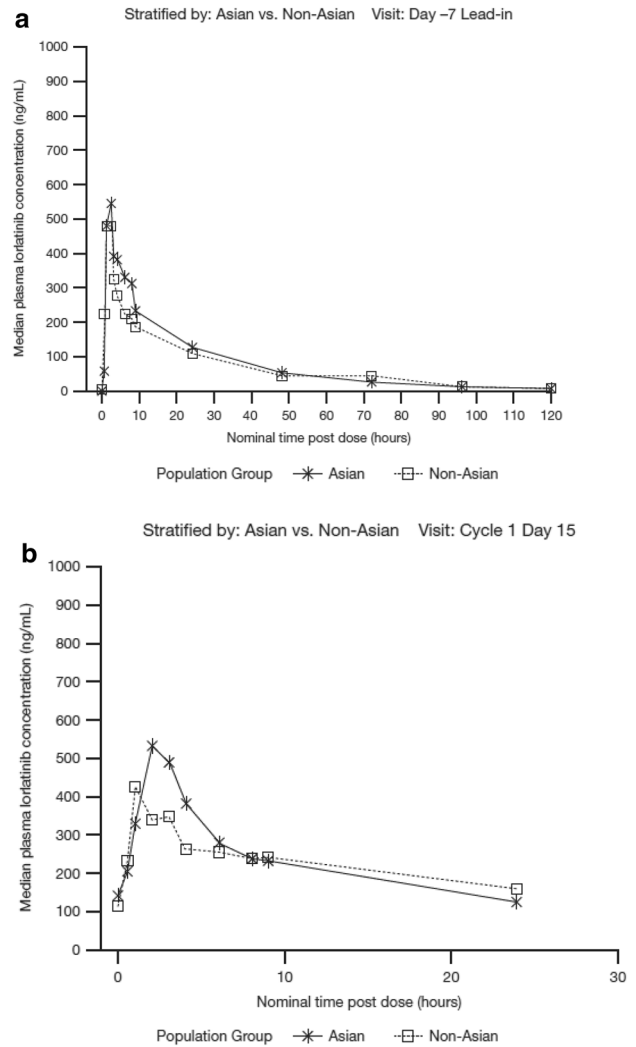 a
Stratified by: Asian vs. Non-Asian Visit: Day –7 Lead-in
Median plasma lorlatinib concentration (ng/mL)
1000
900
800
700
600
500
400
300
200
100
0
0 10 20 30 40 50 60 70 80 90 100 110 120
Nominal time post dose (hours)
Population Group Asian Non-Asian
b
Stratified by: Asian vs. Non-Asian Visit: Cycle 1 Day 15
Median plasma lorlatinib concentration (ng/mL)
1000
900
800
700
600
500
400
300
200
100
0
0 10 20 30
Nominal time post dose (hours)
Population Group Asian Non-Asian